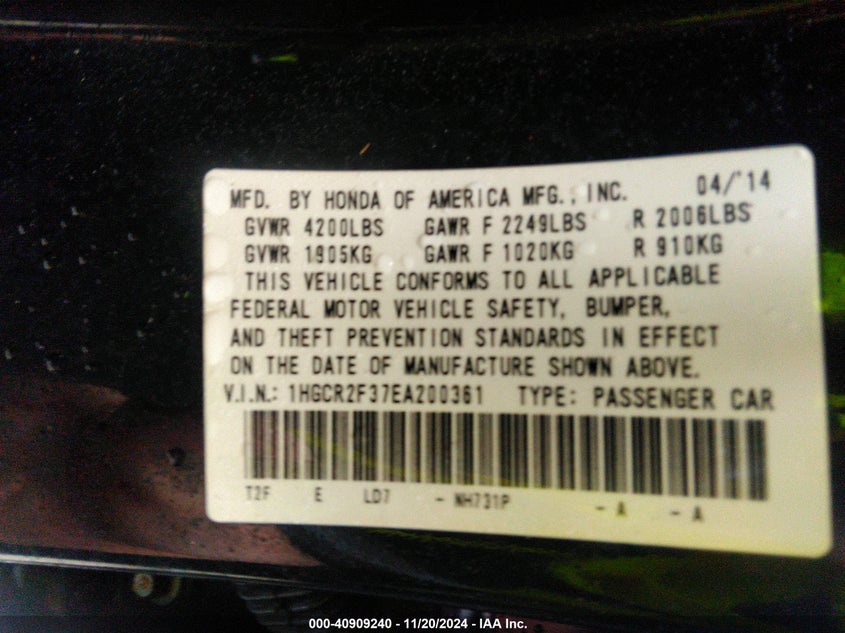 MFD. BY HONDA OF AMERICA MFG., INC. 04/'14
GVWR 4200LBS GAWR F 2249LBS R 2006LBS
GVWR 1905KG GAWR F 1020KG R 910KG
THIS VEHICLE CONFORMS TO ALL APPLICABLE
FEDERAL MOTOR VEHICLE SAFETY, BUMPER,
AND THEFT PREVENTION STANDARDS IN EFFECT
ON THE DATE OF MANUFACTURE SHOWN ABOVE.
V.I.N.: 1HGCR2F37EA200361 TYPE: PASSENGER CAR
T2F E LD7 - NH731P - A - A
000-40909240 - 11/20/2024 - IAA Inc.